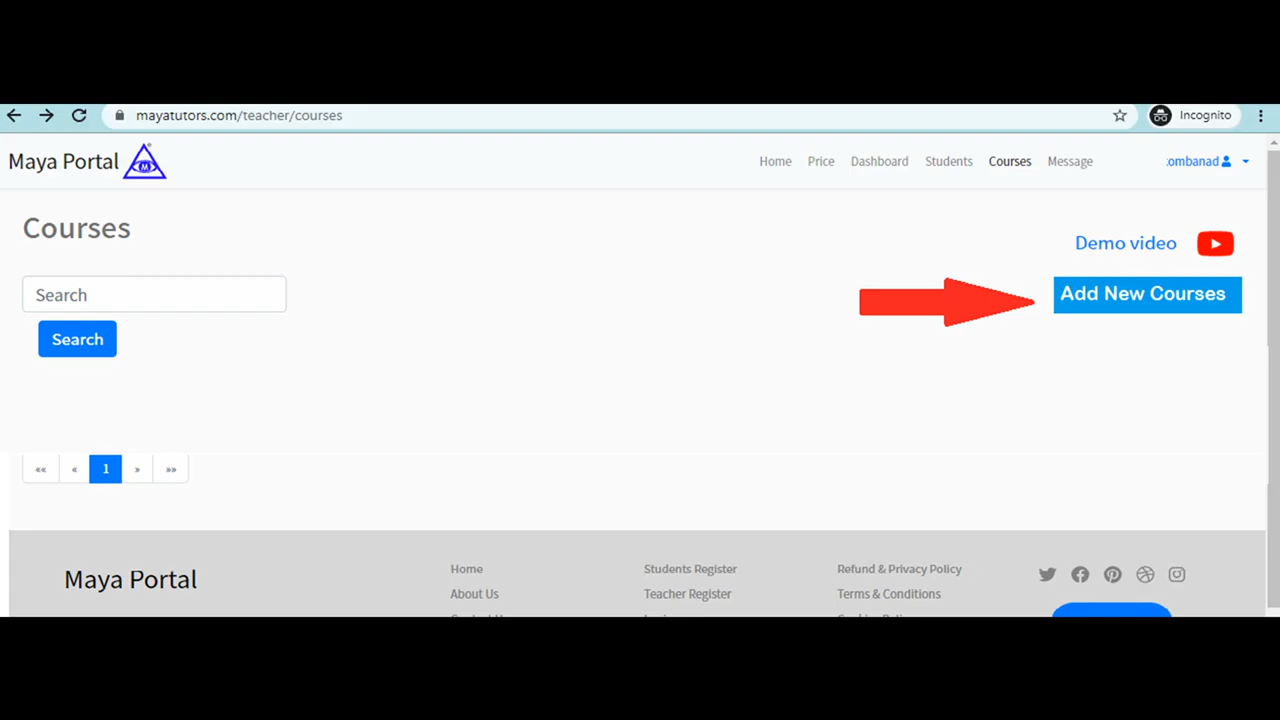 mayatutors.com/teacher/courses
Incognito
Maya Portal M
Home Price Dashboard Students Courses Message
ombanad
Courses
Demo video
Search
Add New Courses
Search
«« « 1 » »»
Maya Portal
Home Students Register Refund & Privacy Policy
About Us Teacher Register Terms & Conditions